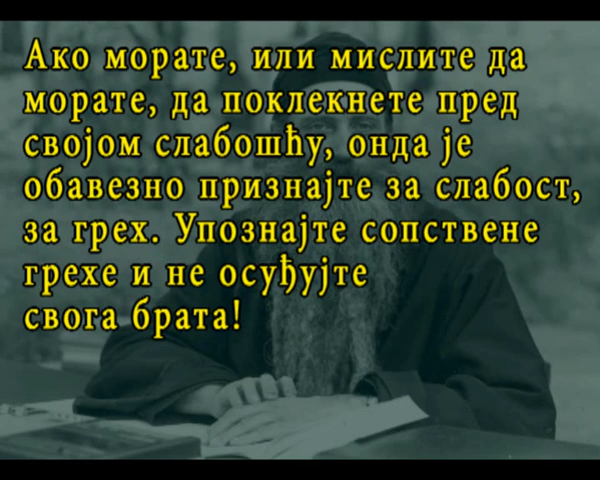 Ако морате, или мислите да
морате, да поклекнете пред
својом слабошћу, онда је
обавезно признајте за слабост,
за грех. Упознајте сопствене
грехе и не осуђујте
свога брата!